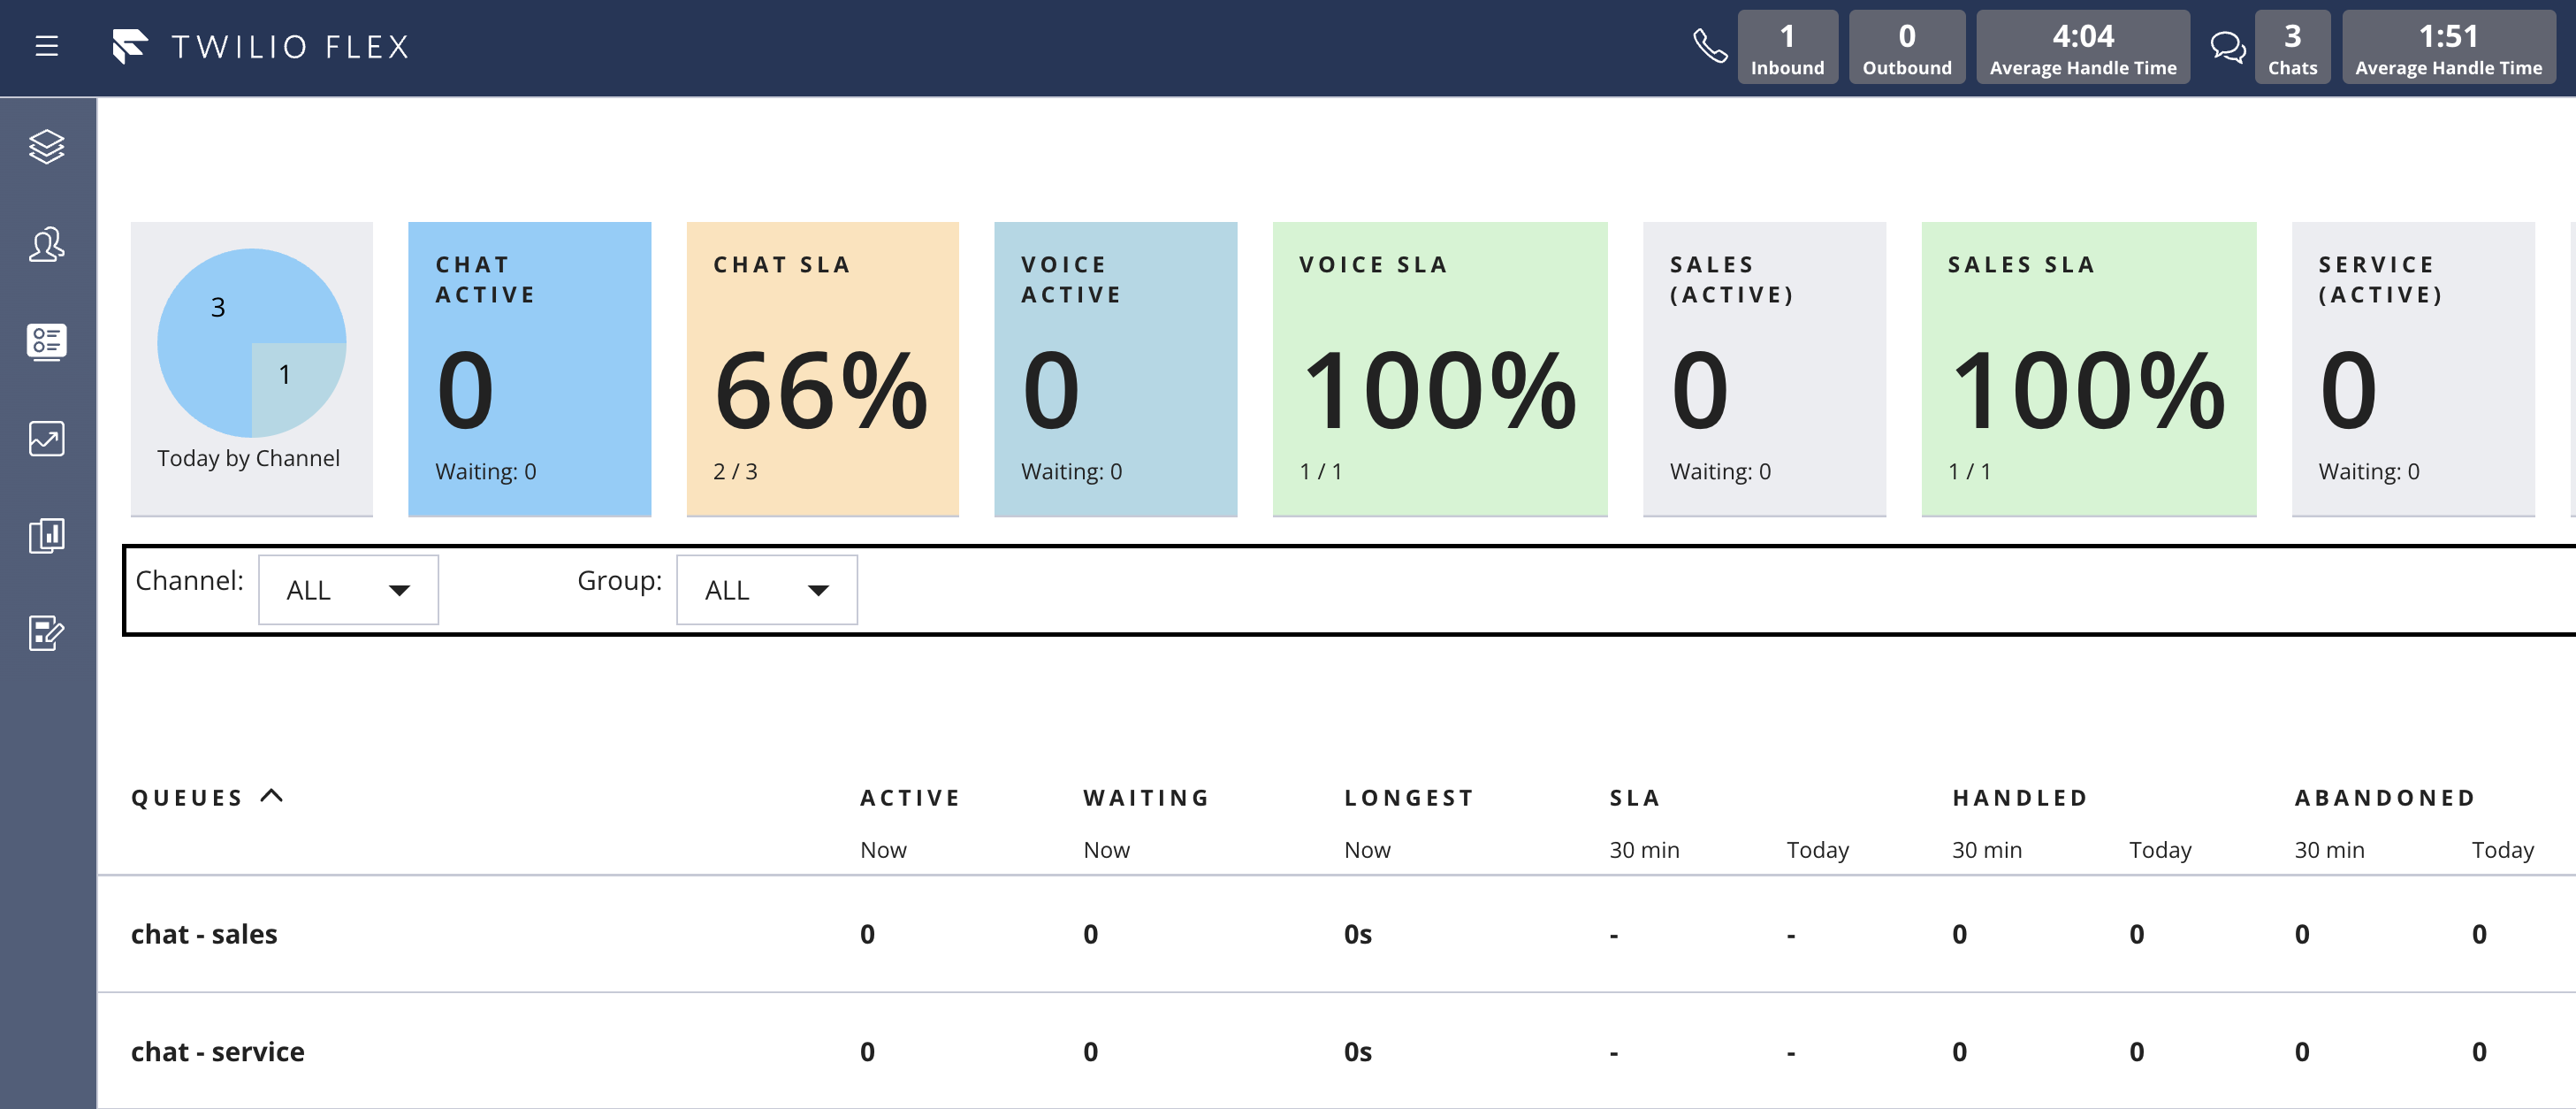 TWILIO FLEX
1 0 4:04 3 1:51
Inbound Outbound Average Handle Time Chats Average Handle Time
3
1
Today by Channel
CHAT
ACTIVE
0
Waiting: 0
CHAT SLA
66%
2 / 3
VOICE
ACTIVE
0
Waiting: 0
VOICE SLA
100%
1 / 1
SALES
(ACTIVE)
0
Waiting: 0
SALES SLA
100%
1 / 1
SERVICE
(ACTIVE)
0
Waiting: 0
Channel: ALL Group: ALL
QUEUES ACTIVE WAITING LONGEST SLA HANDLED ABANDONED
Now Now Now 30 min Today 30 min Today 30 min Today
chat - sales 0 0 0s - - 0 0 0 0
chat - service 0 0 0s - - 0 0 0 0